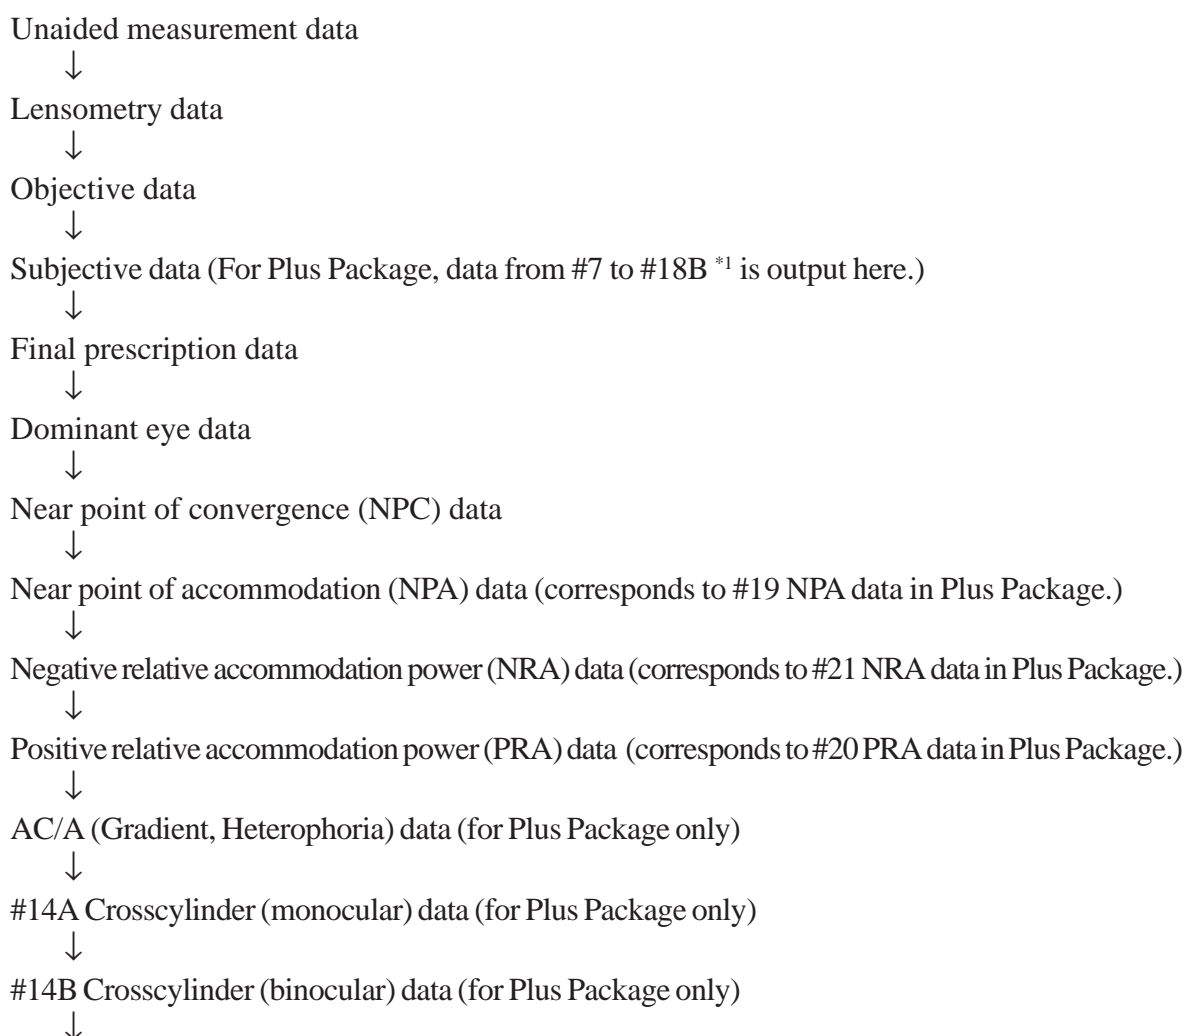 Unaided measurement data
↓
Lensometry data
↓
Objective data
↓
Subjective data (For Plus Package, data from #7 to #18B *1 is output here.)
↓
Final prescription data
↓
Dominant eye data
↓
Near point of convergence (NPC) data
↓
Near point of accommodation (NPA) data (corresponds to #19 NPA data in Plus Package.)
↓
Negative relative accommodation power (NRA) data (corresponds to #21 NRA data in Plus Package.)
↓
Positive relative accommodation power (PRA) data (corresponds to #20 PRA data in Plus Package.)
↓
AC/A (Gradient, Heterophoria) data (for Plus Package only)
↓
#14A Crosscylinder (monocular) data (for Plus Package only)
↓
#14B Crosscylinder (binocular) data (for Plus Package only)
↓